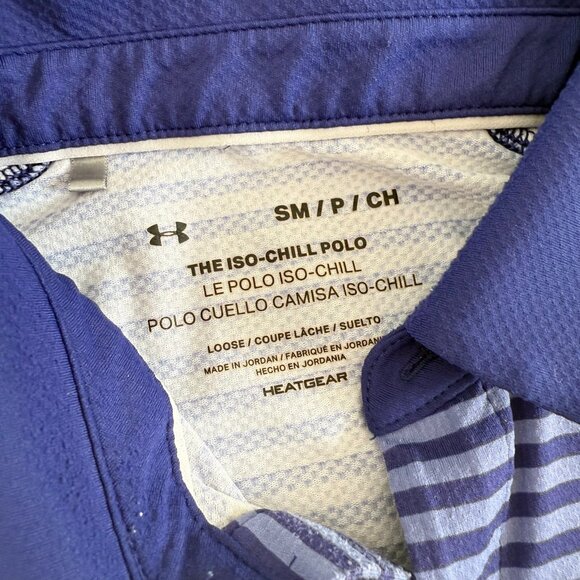 SM / P / CH
THE ISO-CHILL POLO
LE POLO ISO-CHILL
POLO CUELLO CAMISA ISO-CHILL
LOOSE / COUPE LÂCHE / SUELTO
MADE IN JORDAN / FABRIQUÉ EN JORDANI
HECHO EN JORDANIA
HEATGEAR